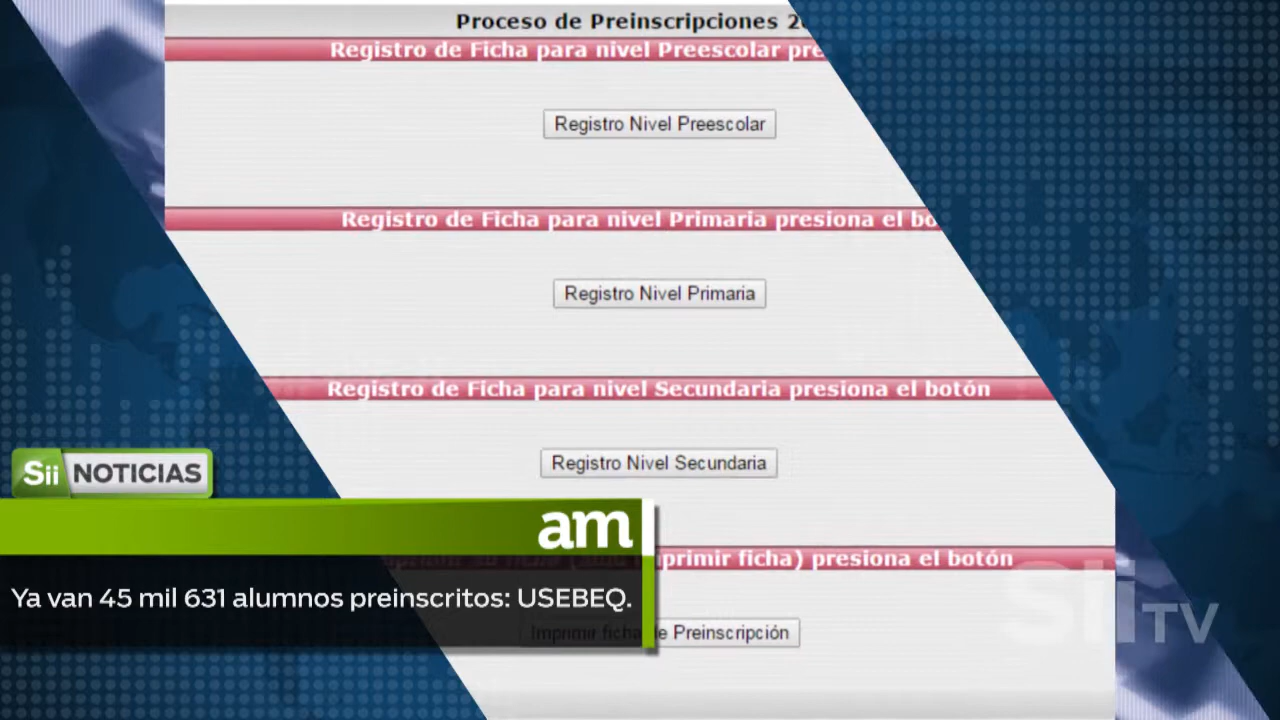 Proceso de Preinscripciones
Registro de Ficha para nivel Preescolar
Registro Nivel Preescolar
Registro de Ficha para nivel Primaria presiona el
Registro Nivel Primaria
Registro de Ficha para nivel Secundaria presiona el botón
Registro Nivel Secundaria
Sii NOTICIAS
am
ficha) presiona el botón
Ya van 45 mil 631 alumnos preinscritos: USEBEQ.
Imprimir ficha de Preinscripción
Sii TV